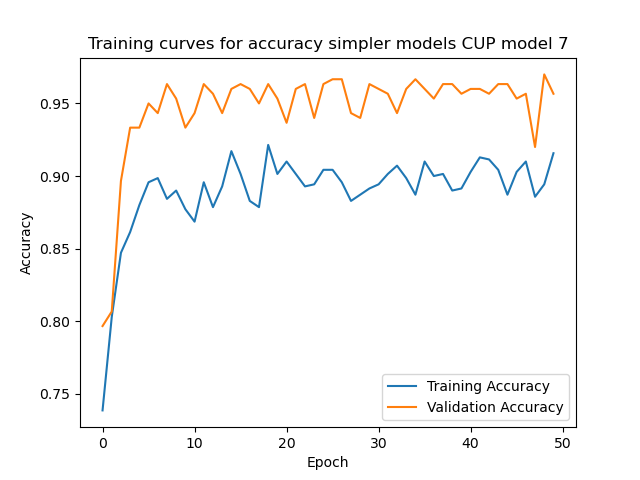 Training curves for accuracy simpler models CUP model 7
Accuracy
0.95
0.90
0.85
0.80
0.75
0
10
20
30
40
50
Epoch
Training Accuracy
Validation Accuracy